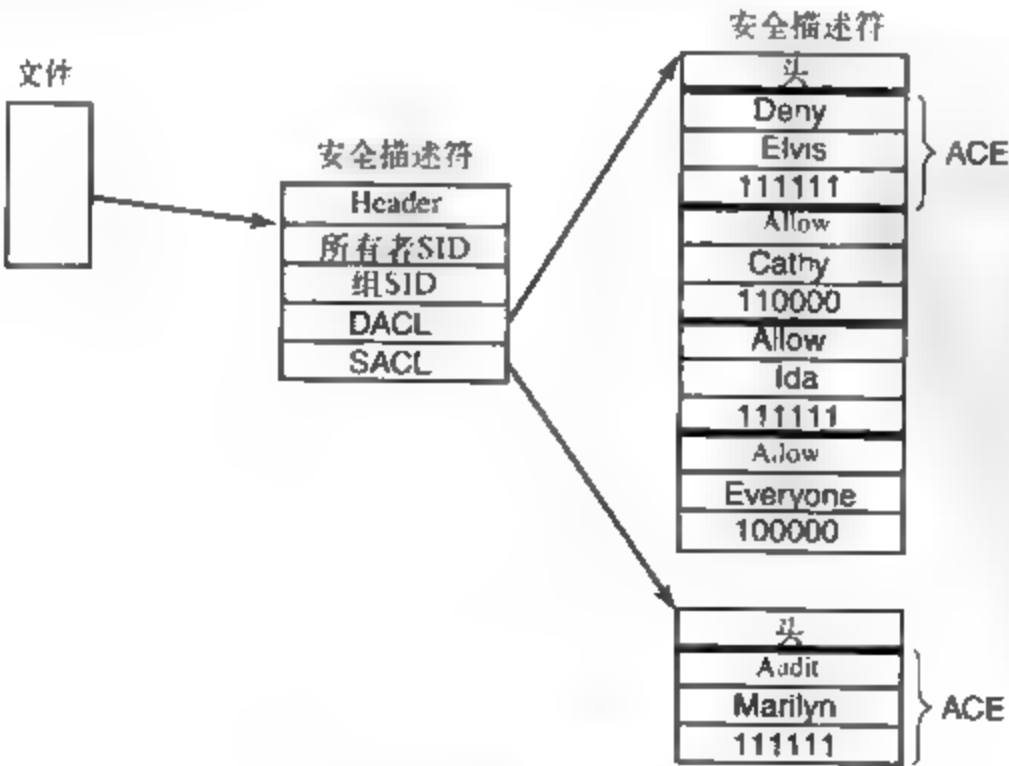 文件
安全描述符
Header
所有者SID
组SID
DACL
SACL
安全描述符
头
Deny
Elvis
111111
ACE
Allow
Cathy
110000
Allow
Ida
111111
Allow
Everyone
100000
头
Audit
Marilyn
111111
ACE